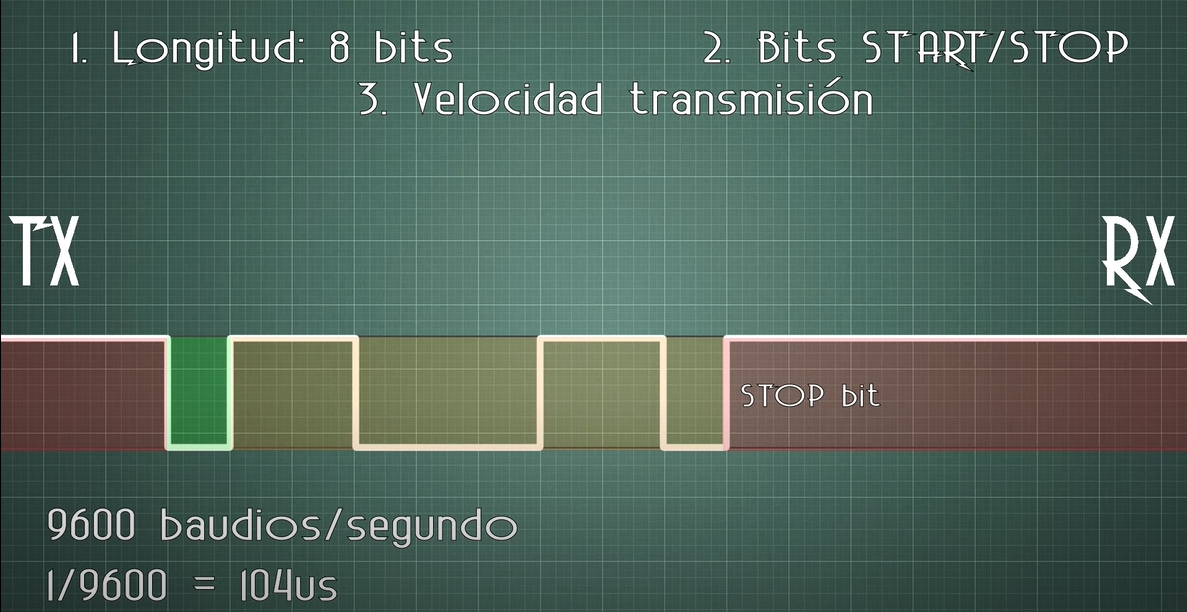 1. Longitud: 8 bits
2. Bits START/STOP
3. Velocidad transmisión
TX
RX
STOP bit
9600 baudios/segundo
1/9600 = 104us